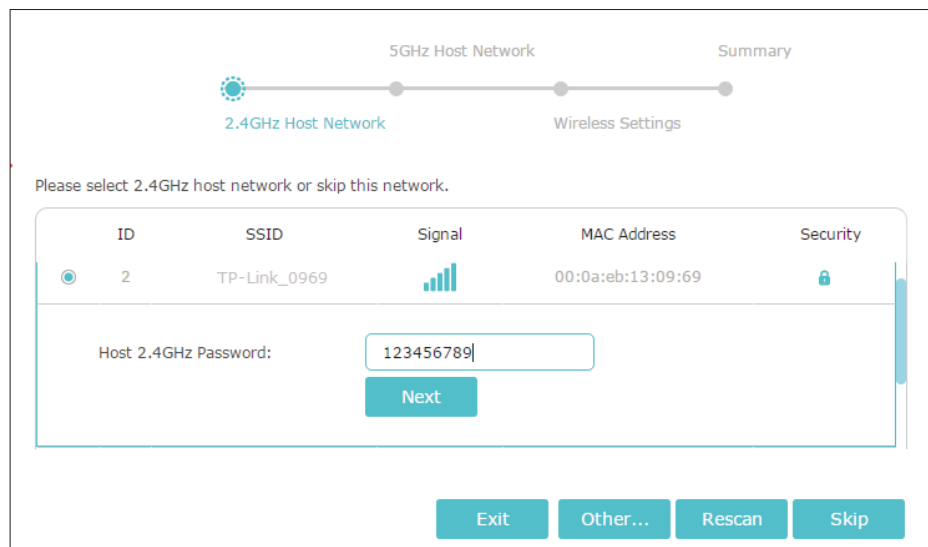 5GHz Host Network Summary
2.4GHz Host Network Wireless Settings
Please select 2.4GHz host network or skip this network.
ID SSID Signal MAC Address Security
2 TP-Link_0969 00:0a:eb:13:09:69
Host 2.4GHz Password: 123456789
Next
Exit Other... Rescan Skip